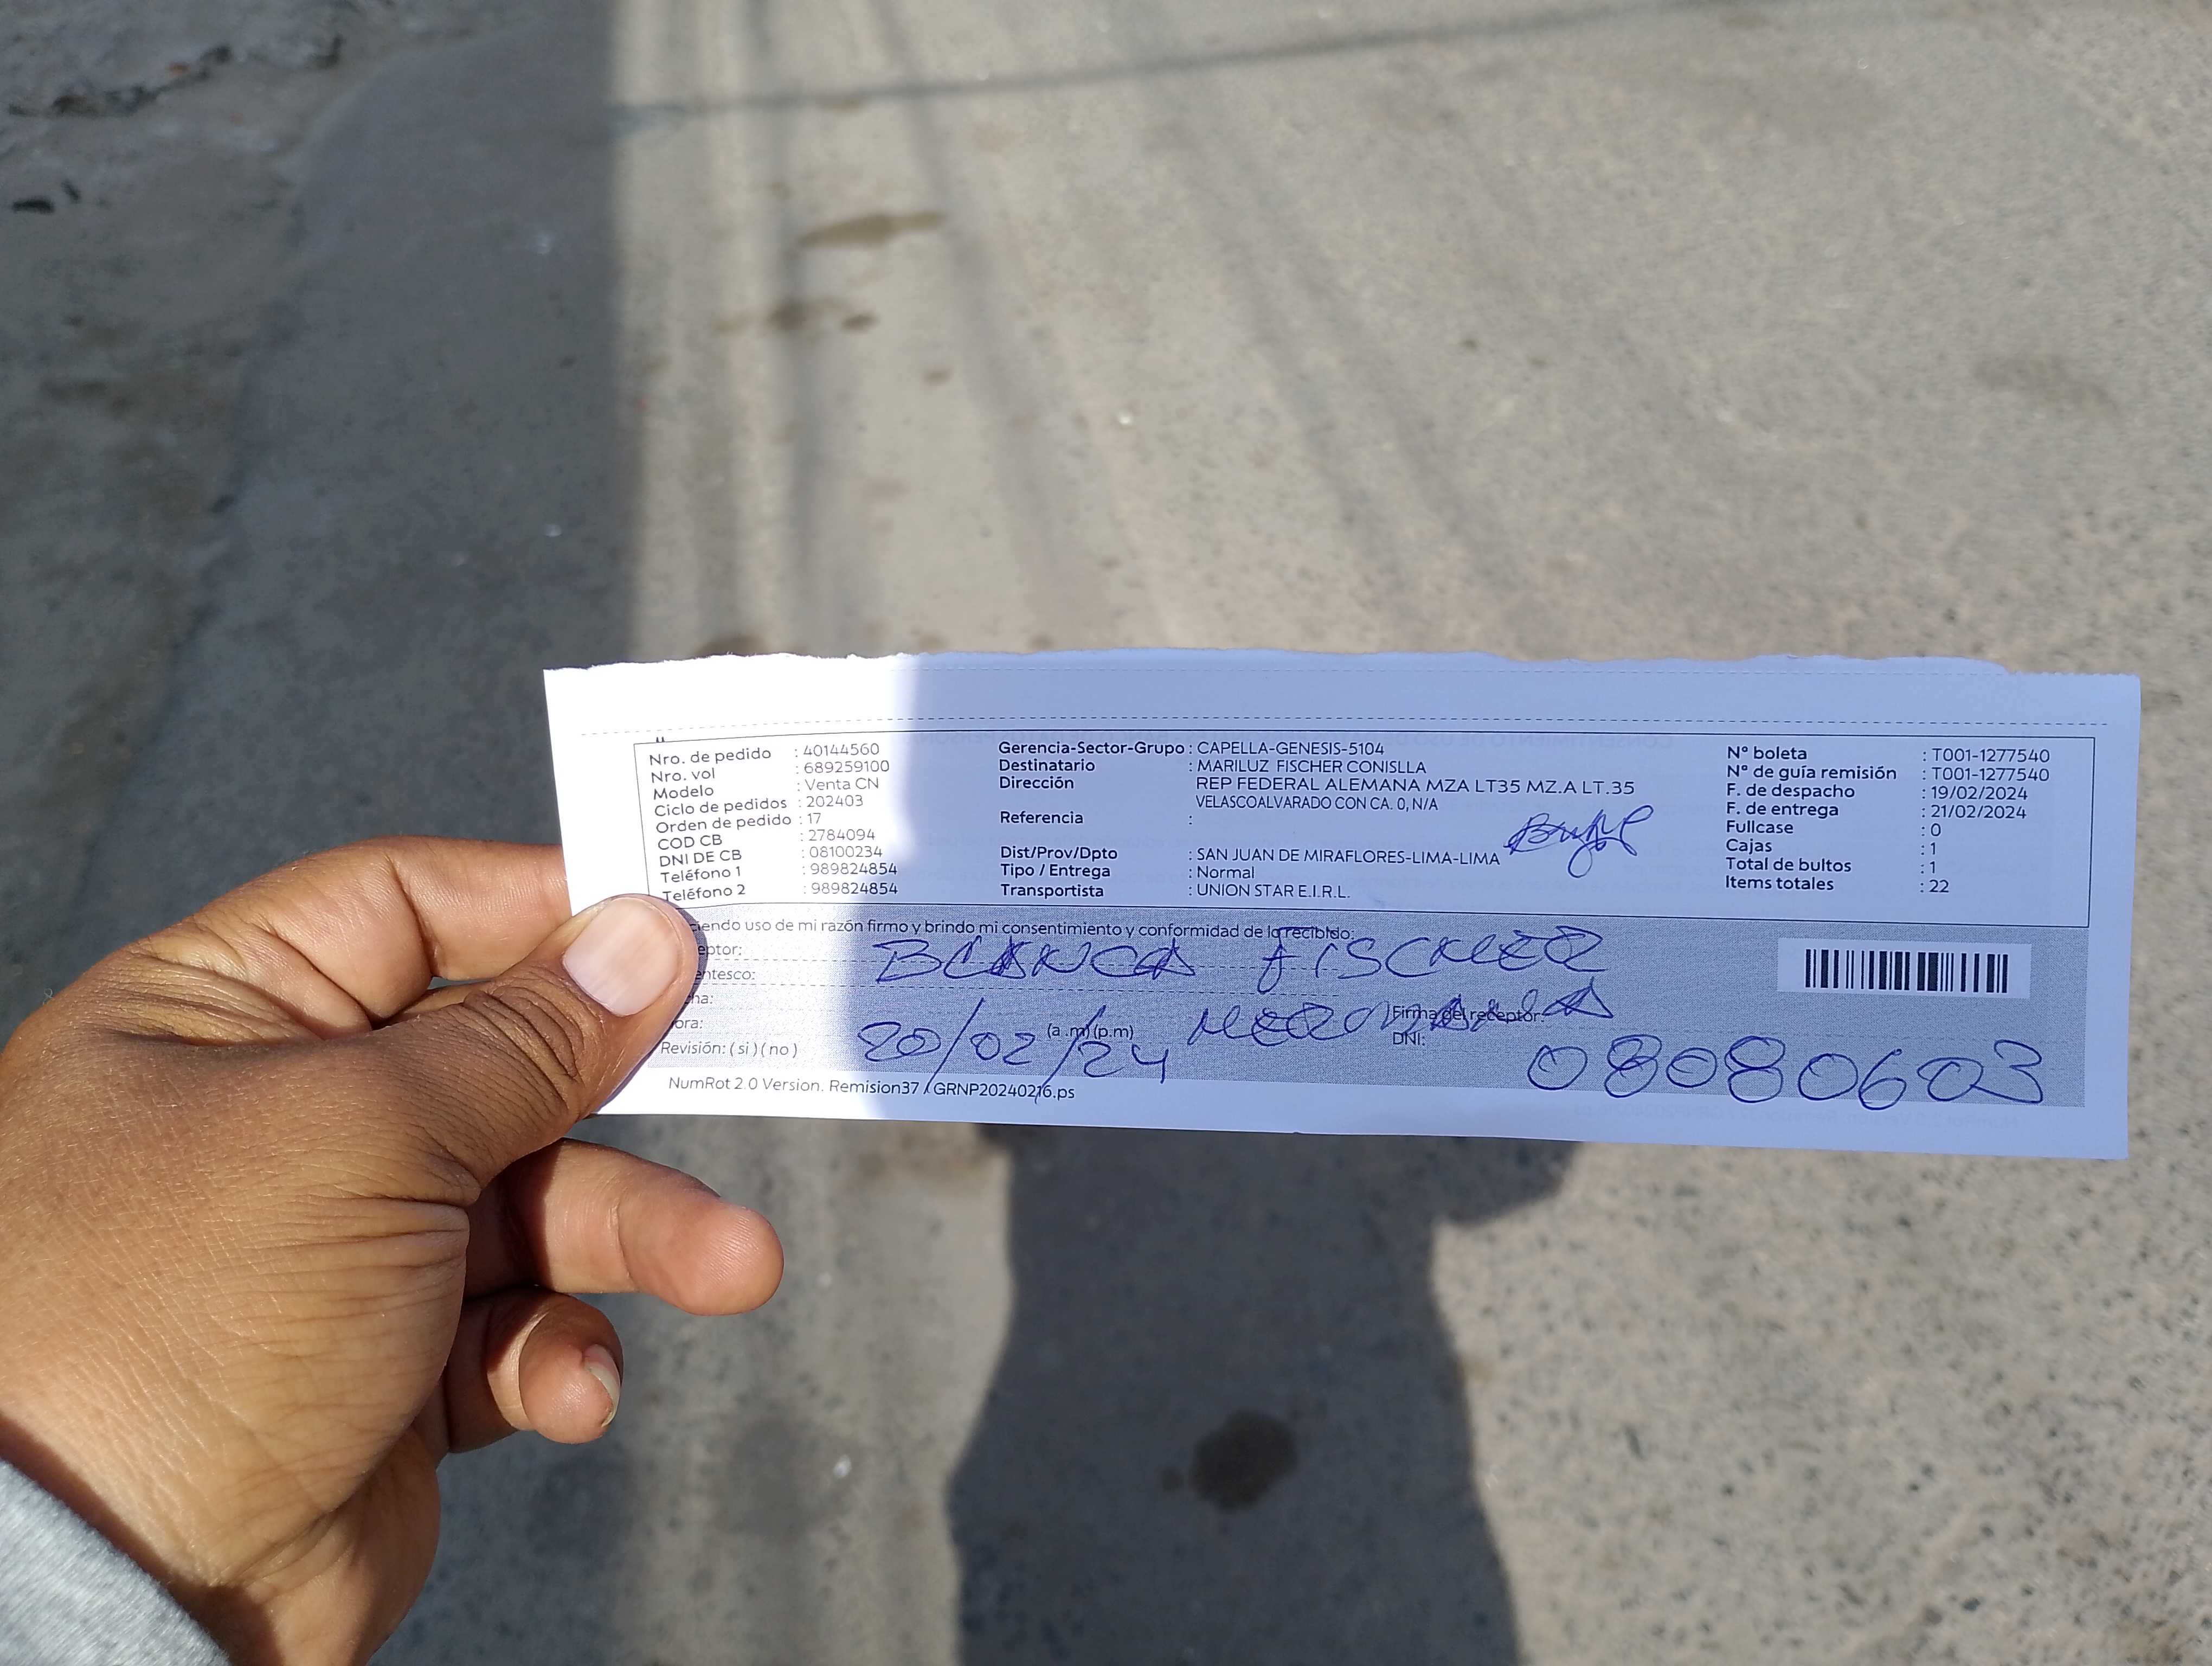 Nro. de pedido : 40144560
Nro. vol : 689259100
Modelo : Venta CN
Ciclo de pedidos : 202403
Orden de pedido : 17
COD CB : 2784094
DNI DE CB : 08100234
Teléfono 1 : 989824854
Teléfono 2 : 989824854
Gerencia-Sector-Grupo : CAPELLA-GENESIS-5104
Destinatario : MARILUZ FISCHER CONISLLA
Dirección REP FEDERAL ALEMANA MZA LT35 MZ.A LT.35
VELASCOALVARADO CON CA. 0, N/A
Referencia :
Dist/Prov/Dpto : SAN JUAN DE MIRAFLORES-LIMA-LIMA
Tipo / Entrega : Normal
Transportista : UNION STAR E.I.R.L.
N° boleta : T001-1277540
N° de guía remisión : T001-1277540
F. de despacho : 19/02/2024
F. de entrega : 21/02/2024
Fullcase : 0
Cajas : 1
Total de bultos : 1
Items totales : 22
ciendo uso de mi razón firmo y brindo mi consentimiento y conformidad de lo recibido:
eptor: BLANCA FISCHER
entesco: HERMANA
ha: 20/02/24
ora: (a .m) (p.m)
Firma del receptor:
Revisión: ( si ) ( no )
DNI: 08080603
NumRot 2.0 Version. Remision37 / GRNP20240216.ps